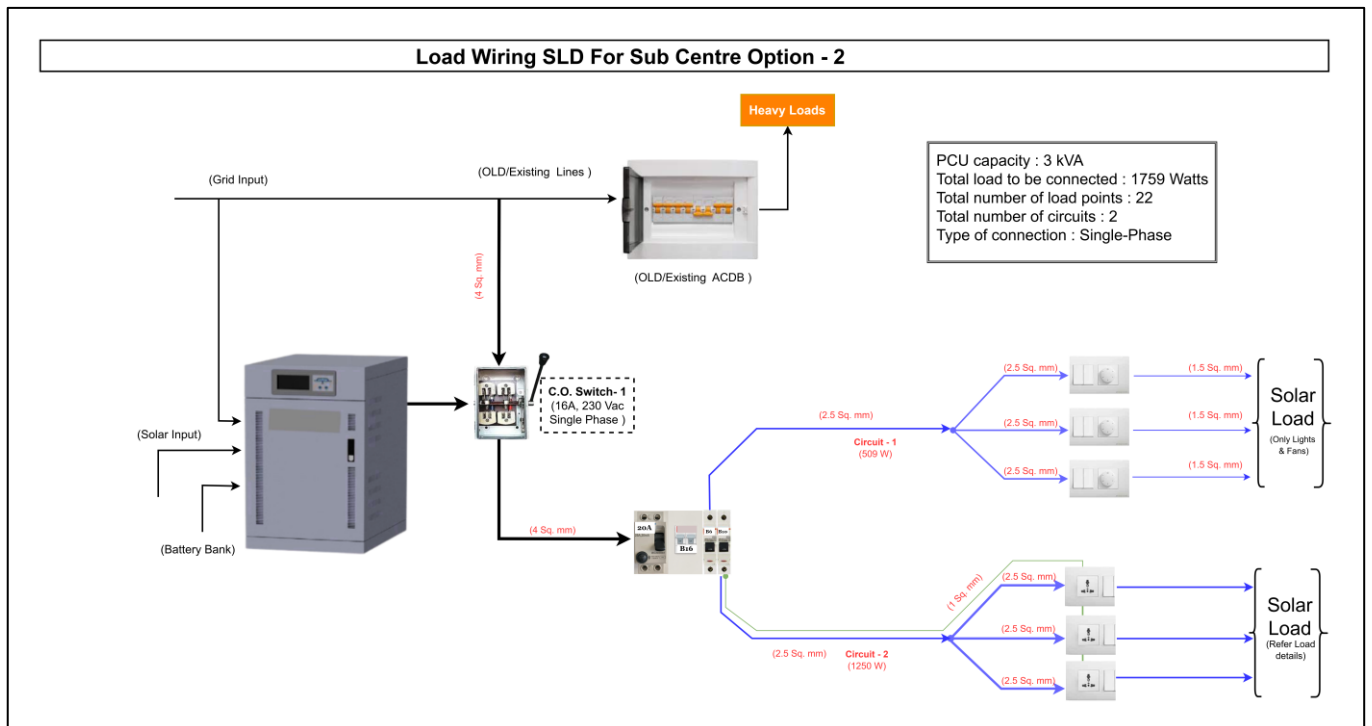 Load Wiring SLD For Sub Centre Option - 2
Heavy Loads
PCU capacity : 3 kVA
Total load to be connected : 1759 Watts
Total number of load points : 22
Total number of circuits : 2
Type of connection : Single-Phase
(Grid Input)
(OLD/Existing Lines )
(OLD/Existing ACDB )
(4 Sq. mm)
C.O. Switch- 1
(16A, 230 Vac
Single Phase )
(Solar Input)
(Battery Bank)
(4 Sq. mm)
20A
B16
B6
B10
(2.5 Sq. mm)
Circuit - 1
(509 W)
(2.5 Sq. mm)
(1.5 Sq. mm)
(2.5 Sq. mm)
(1.5 Sq. mm)
(2.5 Sq. mm)
(1.5 Sq. mm)
Solar
Load
(Only Lights
& Fans)
(1 Sq. mm)
(2.5 Sq. mm)
Circuit - 2
(1250 W)
(2.5 Sq. mm)
(2.5 Sq. mm)
(2.5 Sq. mm)
Solar
Load
(Refer Load
details)